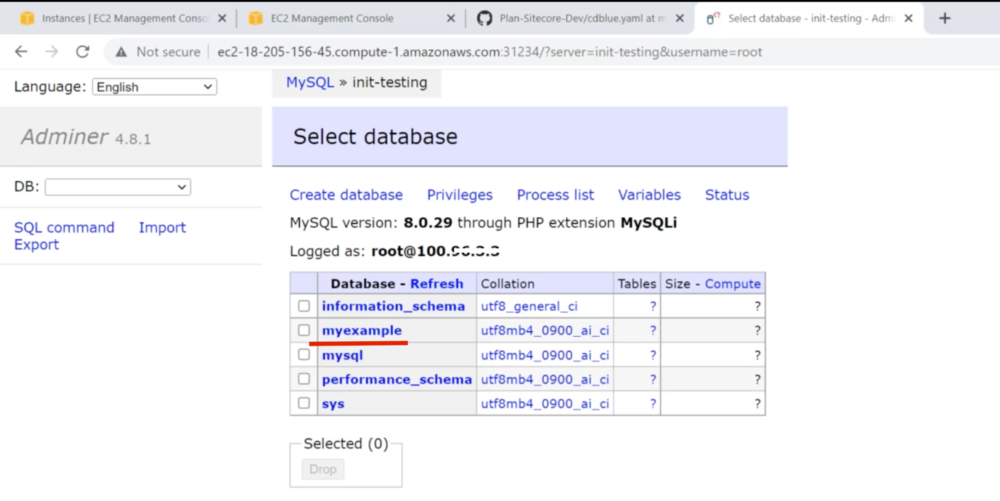 Instances | EC2 Management Conso
EC2 Management Console
Plan-Sitecore-Dev/cdblue.yaml at m
Select database - init-testing - Adm
Not secure
ec2-18-205-156-45.compute-1.amazonaws.com:31234/?server=init-testing&username=root
Language: English
MySQL » init-testing
Adminer 4.8.1
Select database
DB:
SQL command Import
Export
Create database Privileges Process list Variables Status
MySQL version: 8.0.29 through PHP extension MySQLi
Logged as:
Database - Refresh Collation Tables Size - Compute
information_schema utf8_general_ci ? ?
myexample utf8mb4_0900_ai_ci ? ?
mysql utf8mb4_0900_ai_ci ? ?
performance_schema utf8mb4_0900_ai_ci ? ?
sys utf8mb4_0900_ai_ci ? ?
Selected (0)
Drop